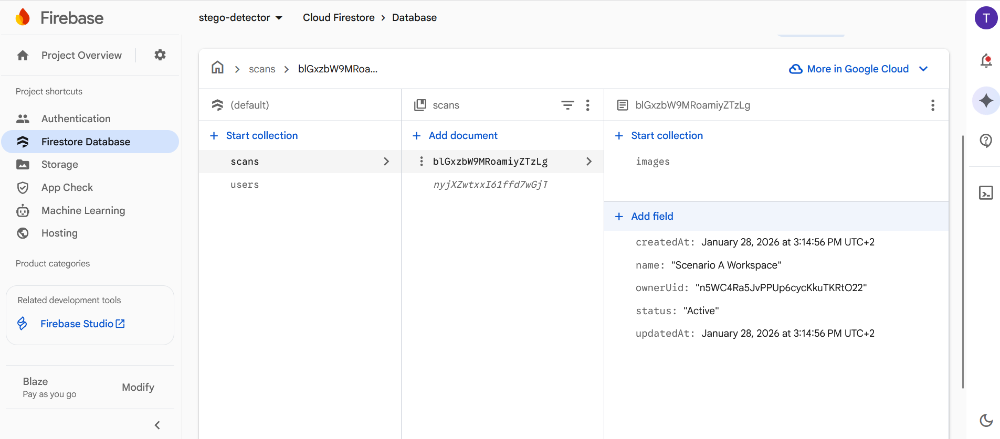 Firebase
stego-detector
Cloud Firestore > Database
T
Project Overview
Project shortcuts
Authentication
Firestore Database
Storage
App Check
Machine Learning
Hosting
Product categories
Related development tools
Firebase Studio
Blaze
Pay as you go
Modify
scans > blGxzbW9MRoa...
More in Google Cloud
(default)
+ Start collection
scans
users
scans
+ Add document
blGxzbW9MRoamiyZTzLg
nyjXZwtxxI61ffd7wGjT
blGxzbW9MRoamiyZTzLg
+ Start collection
images
+ Add field
createdAt: January 28, 2026 at 3:14:56 PM UTC+2
name: "Scenario A Workspace"
ownerUid: "n5WC4Ra5JvPPUp6cycKkuTKRtO22"
status: "Active"
updatedAt: January 28, 2026 at 3:14:56 PM UTC+2